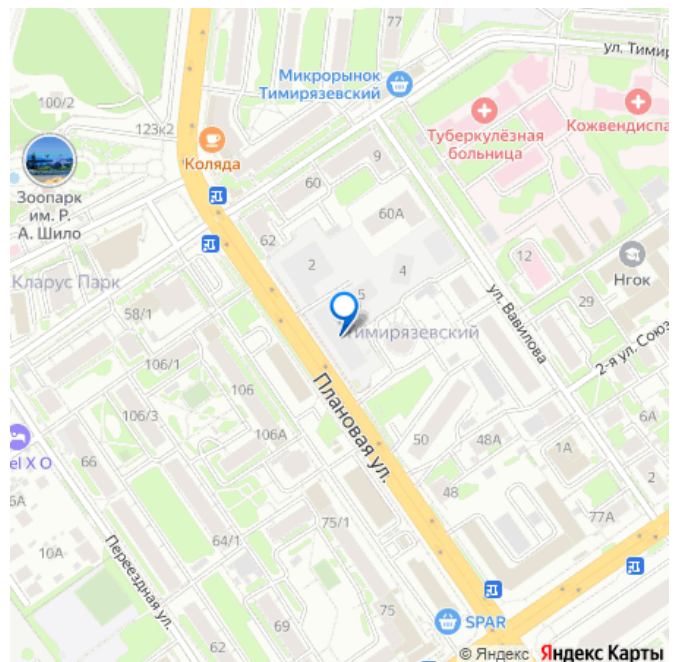 77
ул. Тимир
Микрорынок
Тимирязевский
100/2
123к2
Коляда
Туберкулёзная
больница
Кожвендиспа
9
60
60А
Зоопарк
им. Р.
А. Шило
62
2
4
12
Нгок
Кларус Парк
5
58/1
29
ул. Вавилова
Тимирязевский
2-я ул. Союз
106/1
106
106/3
Плановая ул.
6А
el X O
66
106А
50
48А
1А
2
6А
48
77А
75/1
10А
64/1
Переездная ул.
75
SPAR
69
62
© Яндекс Яндекс Карты